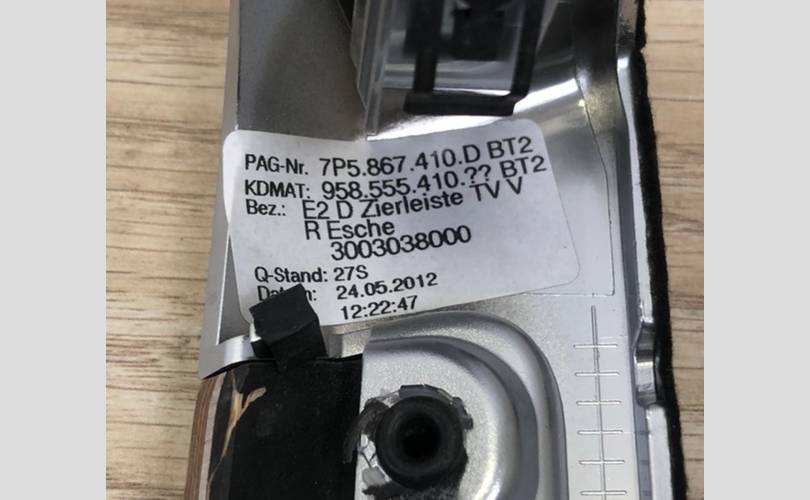 PAG-Nr. 7P5.867.410.D BT2
KDMAT: 958.555.410.?? BT2
Bez.: E2 D Zierleiste TV V
R Esche
3003038000
Q-Stand: 27S
24.05.2012
12:22:47